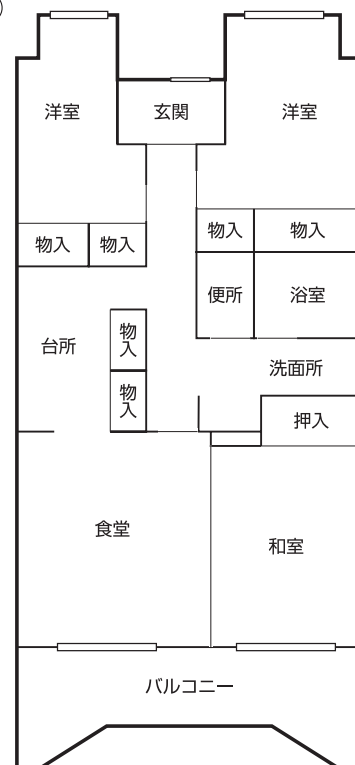 )
洋室
玄関
洋室
物入
物入
物入
物入
便所
浴室
台所
物入
物入
洗面所
押入
食堂
和室
バルコニー